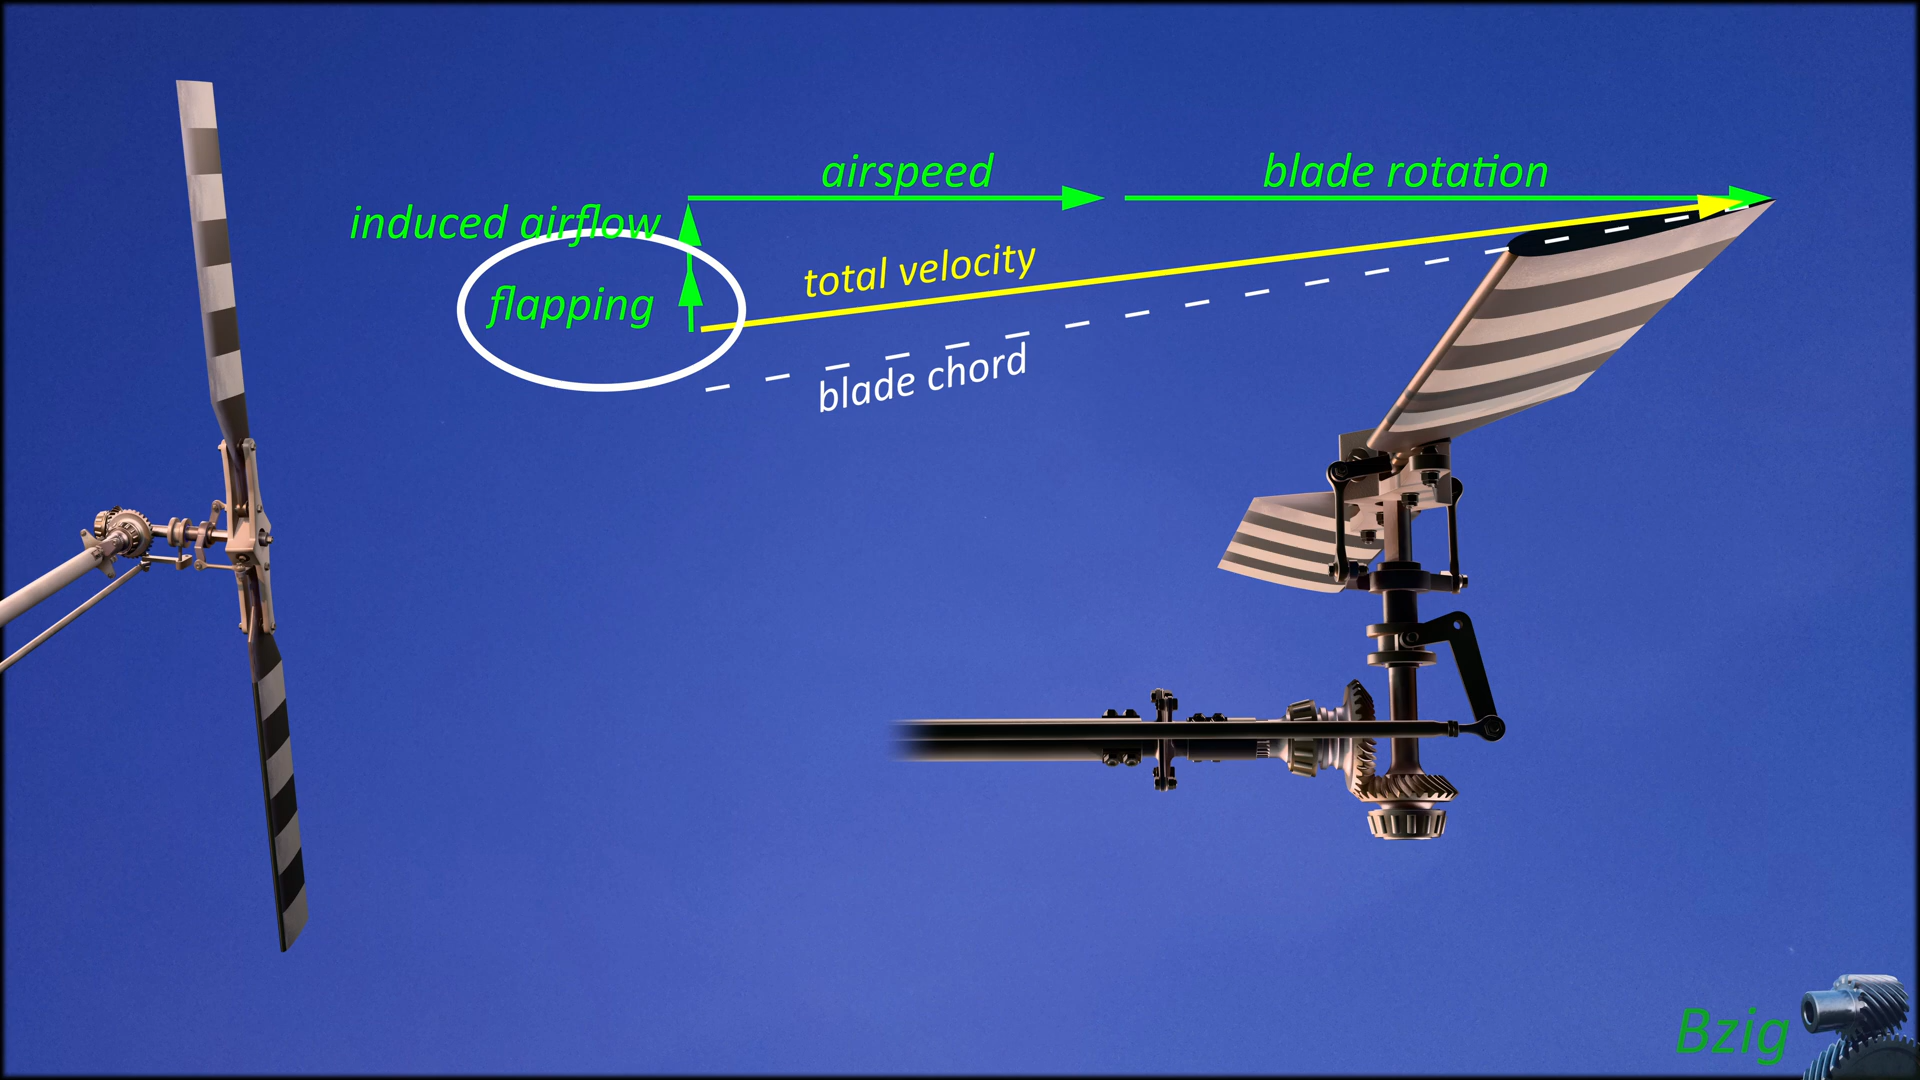 airspeed
blade rotation
induced airflow
flapping
total velocity
blade chord
Bzig